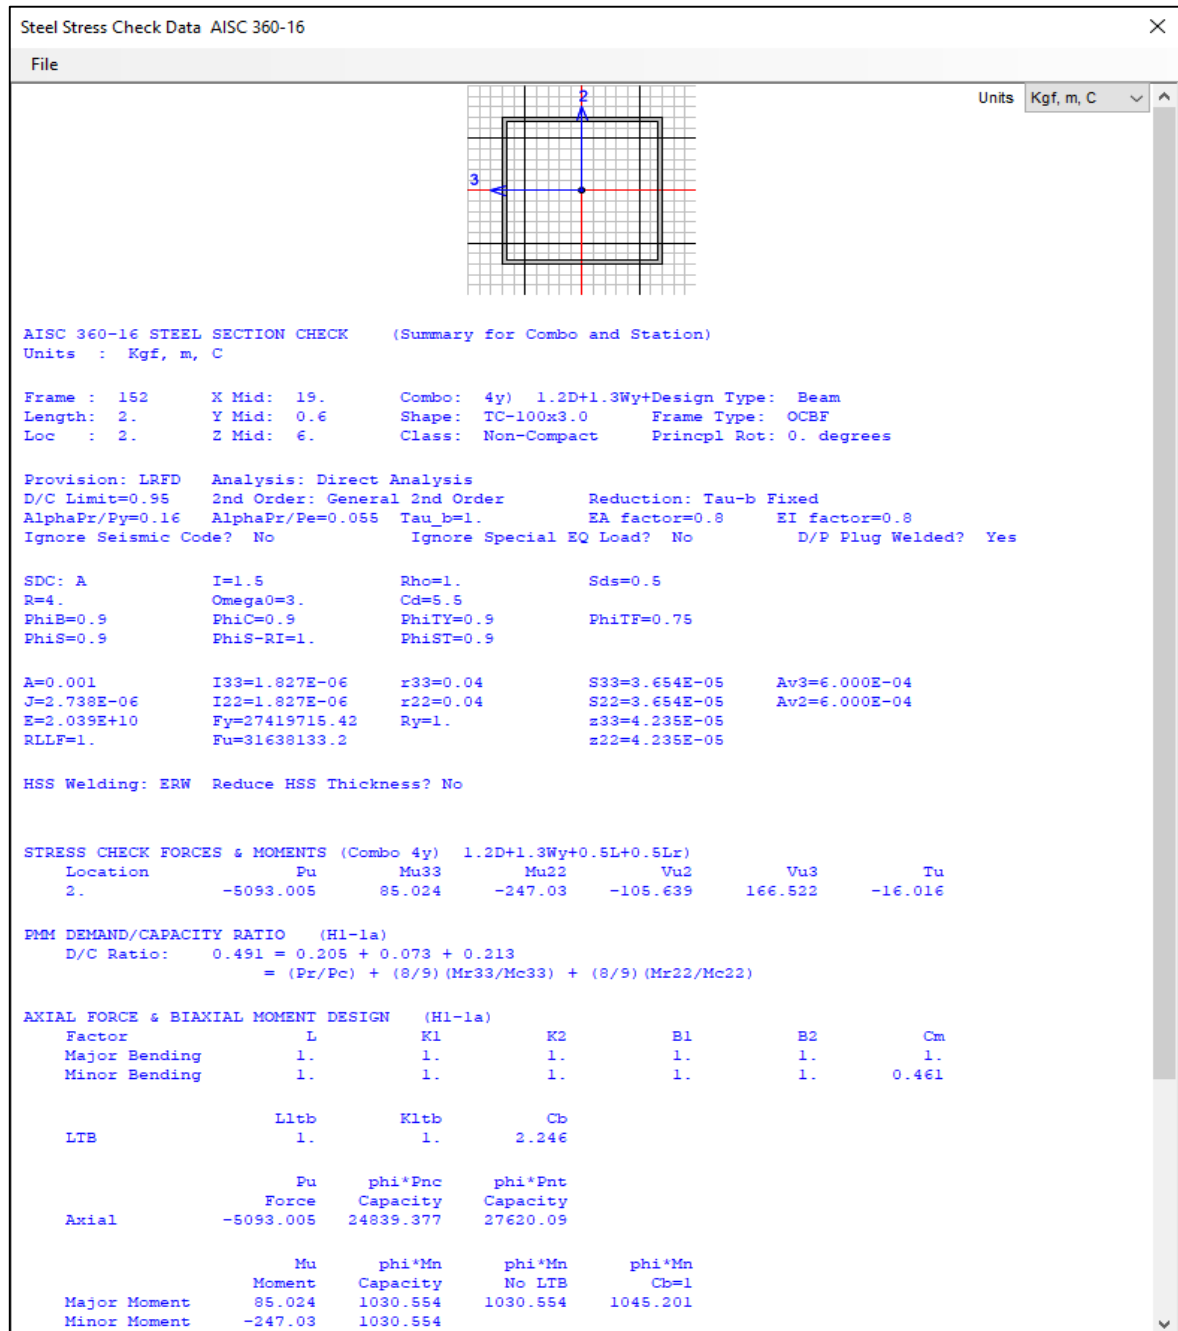 Steel Stress Check Data AISC 360-16
File
Units Kgf, m, C
2
3
AISC 360-16 STEEL SECTION CHECK (Summary for Combo and Station)
Units : Kgf, m, C
Frame : 152 X Mid: 19. Combo: 4y) 1.2D+1.3Wy+Design Type: Beam
Length: 2. Y Mid: 0.6 Shape: TC-100x3.0 Frame Type: OCBF
Loc : 2. Z Mid: 6. Class: Non-Compact Princpl Rot: 0. degrees
Provision: LRFD Analysis: Direct Analysis
D/C Limit=0.95 2nd Order: General 2nd Order Reduction: Tau-b Fixed
AlphaPr/Py=0.16 AlphaPr/Pe=0.055 Tau_b=1. EA factor=0.8 EI factor=0.8
Ignore Seismic Code? No Ignore Special EQ Load? No D/P Plug Welded? Yes
SDC: A I=1.5 Rho=1. Sds=0.5
R=4. Omega0=3. Cd=5.5
PhiB=0.9 PhiC=0.9 PhiTY=0.9 PhiTF=0.75
PhiS=0.9 PhiS-RI=1. PhiST=0.9
A=0.001 I33=1.827E-06 r33=0.04 S33=3.654E-05 Av3=6.000E-04
J=2.738E-06 I22=1.827E-06 r22=0.04 S22=3.654E-05 Av2=6.000E-04
E=2.039E+10 Fy=27419715.42 Ry=1. z33=4.235E-05
RLLF=1. Fu=31638133.2 z22=4.235E-05
HSS Welding: ERW Reduce HSS Thickness? No
STRESS CHECK FORCES & MOMENTS (Combo 4y) 1.2D+1.3Wy+0.5L+0.5Lr)
Location Pu Mu33 Mu22 Vu2 Vu3 Tu
2. -5093.005 85.024 -247.03 -105.639 166.522 -16.016
PMM DEMAND/CAPACITY RATIO (H1-1a)
D/C Ratio: 0.491 = 0.205 + 0.073 + 0.213
= (Pr/Pc) + (8/9)(Mr33/Mc33) + (8/9)(Mr22/Mc22)
AXIAL FORCE & BIAXIAL MOMENT DESIGN (H1-1a)
Factor L K1 K2 B1 B2 Cm
Major Bending 1. 1. 1. 1. 1. 1.
Minor Bending 1. 1. 1. 1. 1. 0.461
Lltb Kltb Cb
LTB 1. 1. 2.246
Pu phi*Pnc phi*Pnt
Force Capacity Capacity
Axial -5093.005 24839.377 27620.09
Mu phi*Mn phi*Mn phi*Mn
Moment Capacity No LTB Cb=1
Major Moment 85.024 1030.554 1030.554 1045.201
Minor Moment -247.03 1030.554